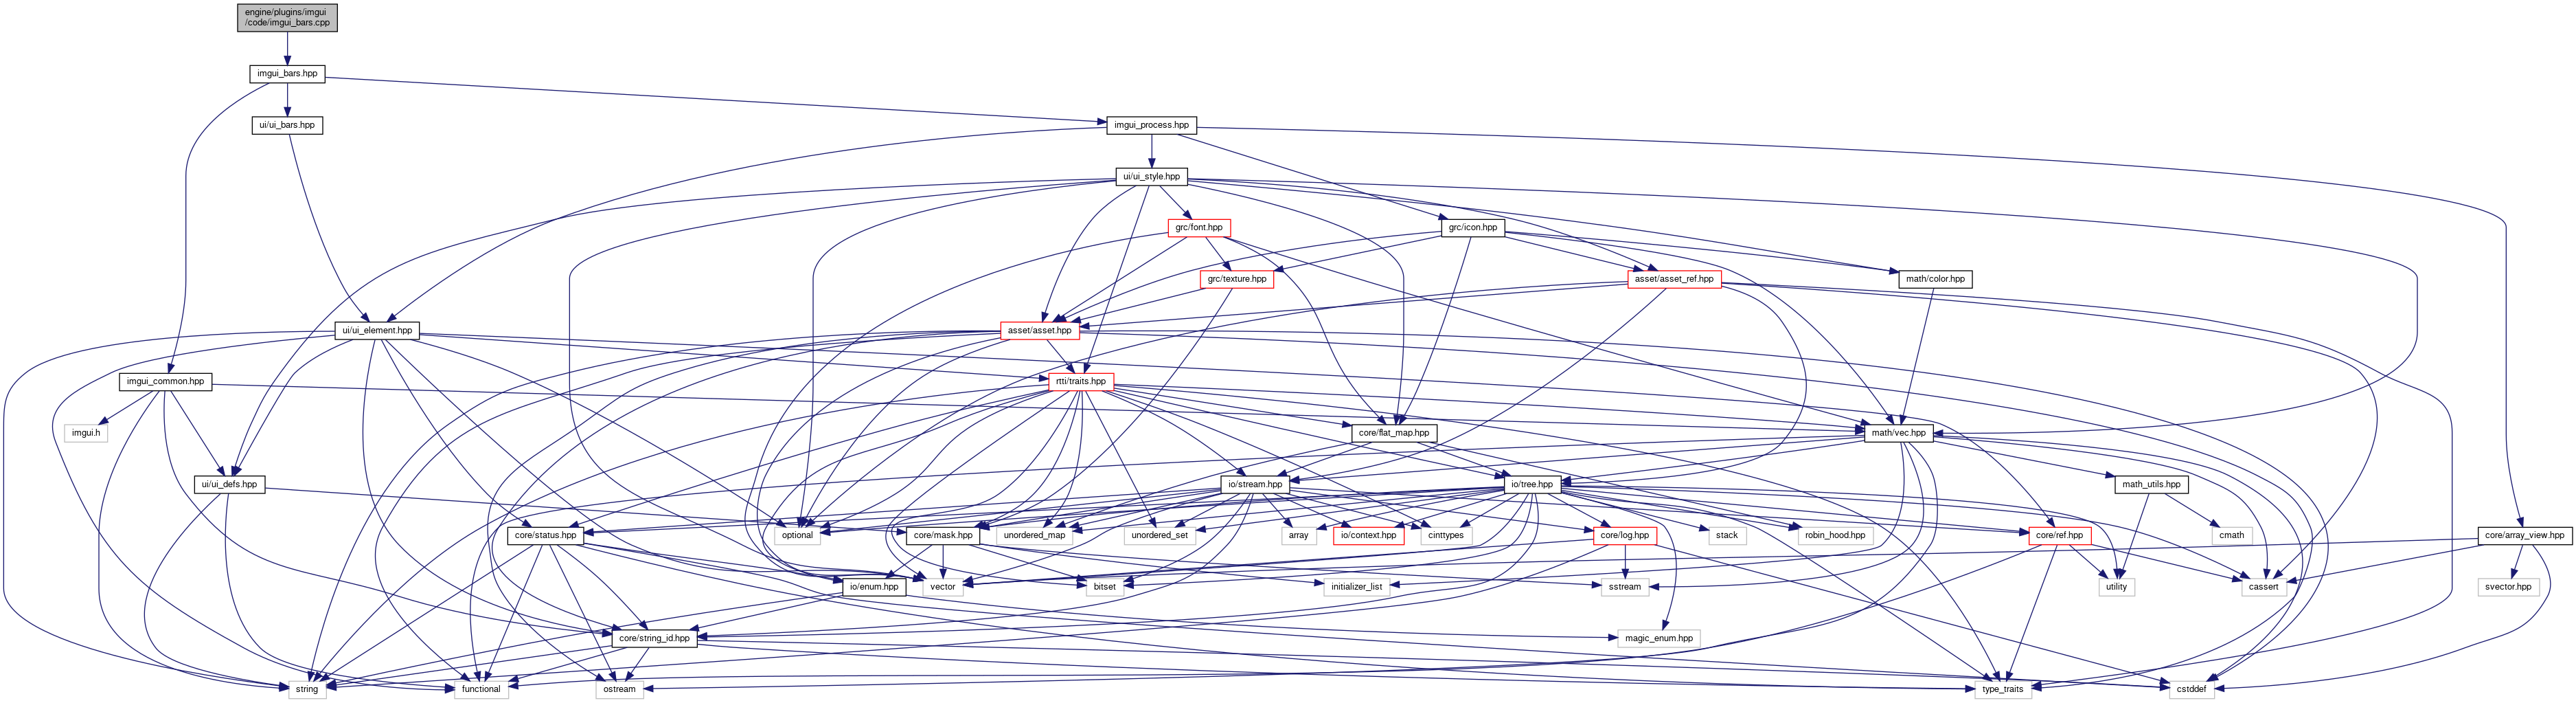 engine/plugins/imgui
/code/imgui_bars.cpp
imgui_bars.hpp
ui/ui_bars.hpp
imgui_process.hpp
ui/ui_style.hpp
grc/font.hpp
grc/icon.hpp
grc/texture.hpp
asset/asset_ref.hpp
math/color.hpp
ui/ui_element.hpp
asset/asset.hpp
imgui_common.hpp
rtti/traits.hpp
imgui.h
core/flat_map.hpp
math/vec.hpp
ui/ui_defs.hpp
io/stream.hpp
io/tree.hpp
math_utils.hpp
core/status.hpp
optional
core/mask.hpp
unordered_map
unordered_set
array
io/context.hpp
cinttypes
core/log.hpp
stack
robin_hood.hpp
core/ref.hpp
cmath
core/array_view.hpp
io/enum.hpp
vector
bitset
initializer_list
sstream
utility
cassert
svector.hpp
core/string_id.hpp
magic_enum.hpp
string
functional
ostream
type_traits
cstddef